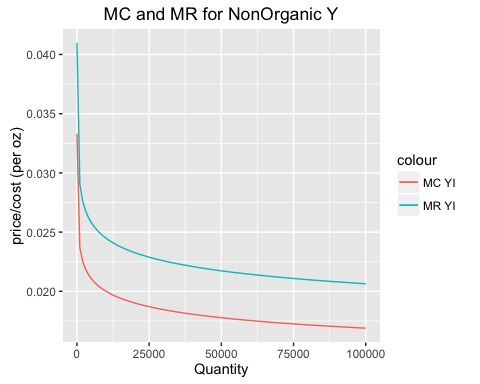 MC and MR for NonOrganic Y
0.040
0.035
0.030
0.025
0.020
price/cost (per oz)
0
25000
50000
75000
100000
Quantity
colour
MC YI
MR YI